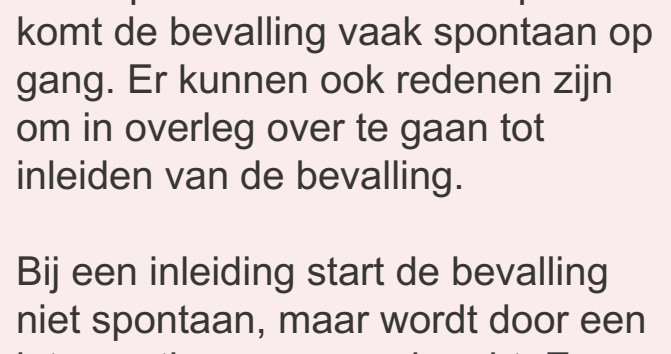 komt de bevalling vaak spontaan op
gang. Er kunnen ook redenen zijn
om in overleg over te gaan tot
inleiden van de bevalling.
Bij een inleiding start de bevalling
niet spontaan, maar wordt door een